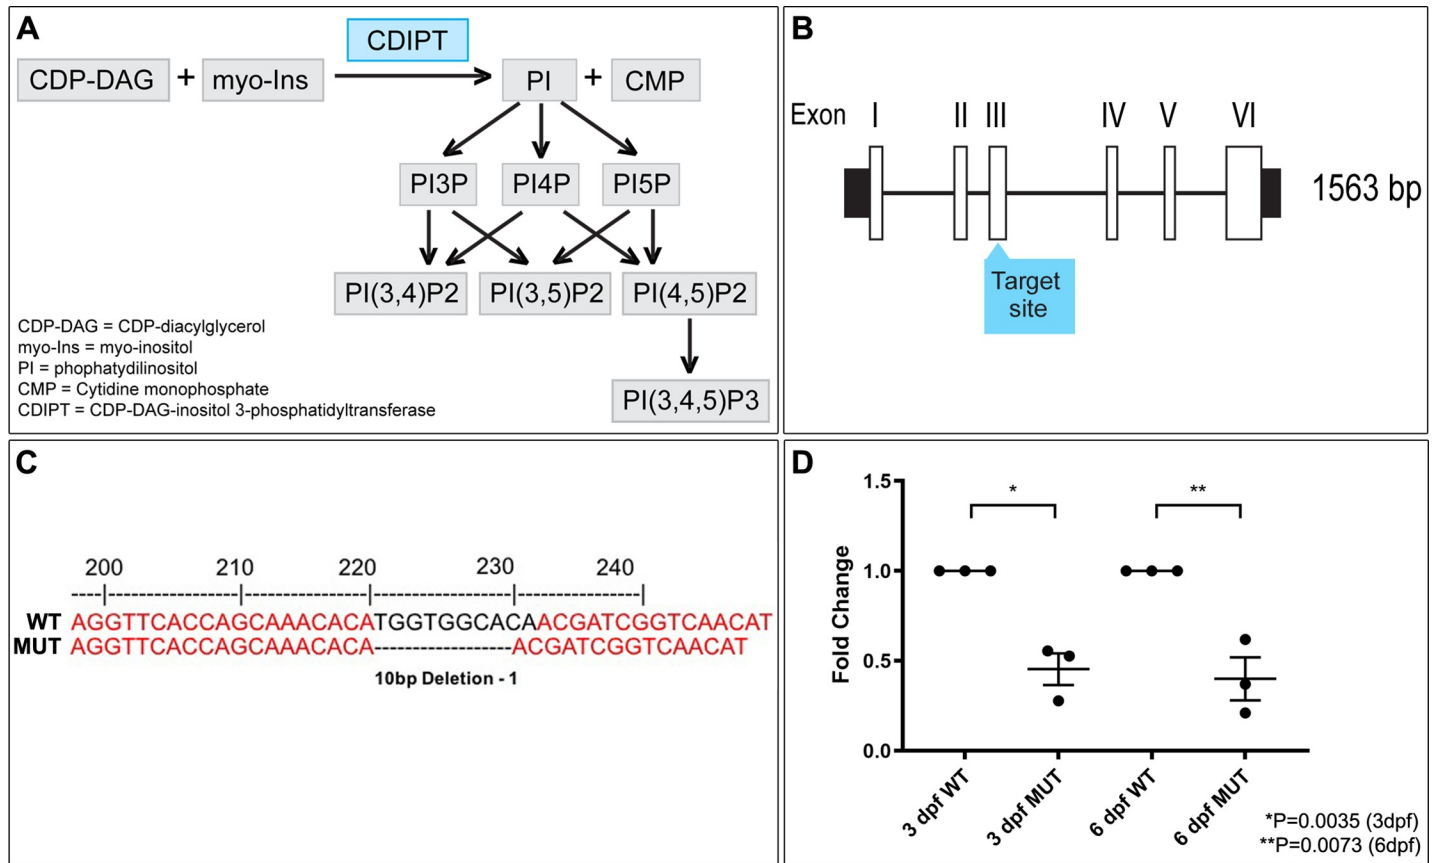 A
CDIPT
CDP-DAG + myo-Ins PI + CMP
PI3P PI4P PI5P
PI(3,4)P2 PI(3,5)P2 PI(4,5)P2
PI(3,4,5)P3
CDP-DAG = CDP-diacylglycerol
myo-Ins = myo-inositol
PI = phophatydilinositol
CMP = Cytidine monophosphate
CDIPT = CDP-DAG-inositol 3-phosphatidyltransferase
B
Exon I II III IV V VI
1563 bp
Target
site
C
200 210 220 230 240
----|----------|----------|----------|----------|
WT AGGTTCACCAGCAAACACATGGTGGCACAACGATCGGTCAACAT
MUT AGGTTCACCAGCAAACACA----------ACGATCGGTCAACAT
10bp Deletion - 1
D
Fold Change
1.5
1.0
0.5
0.0
* **
3 dpf WT 3 dpf MUT 6 dpf WT 6 dpf MUT
*P=0.0035 (3dpf)
**P=0.0073 (6dpf)